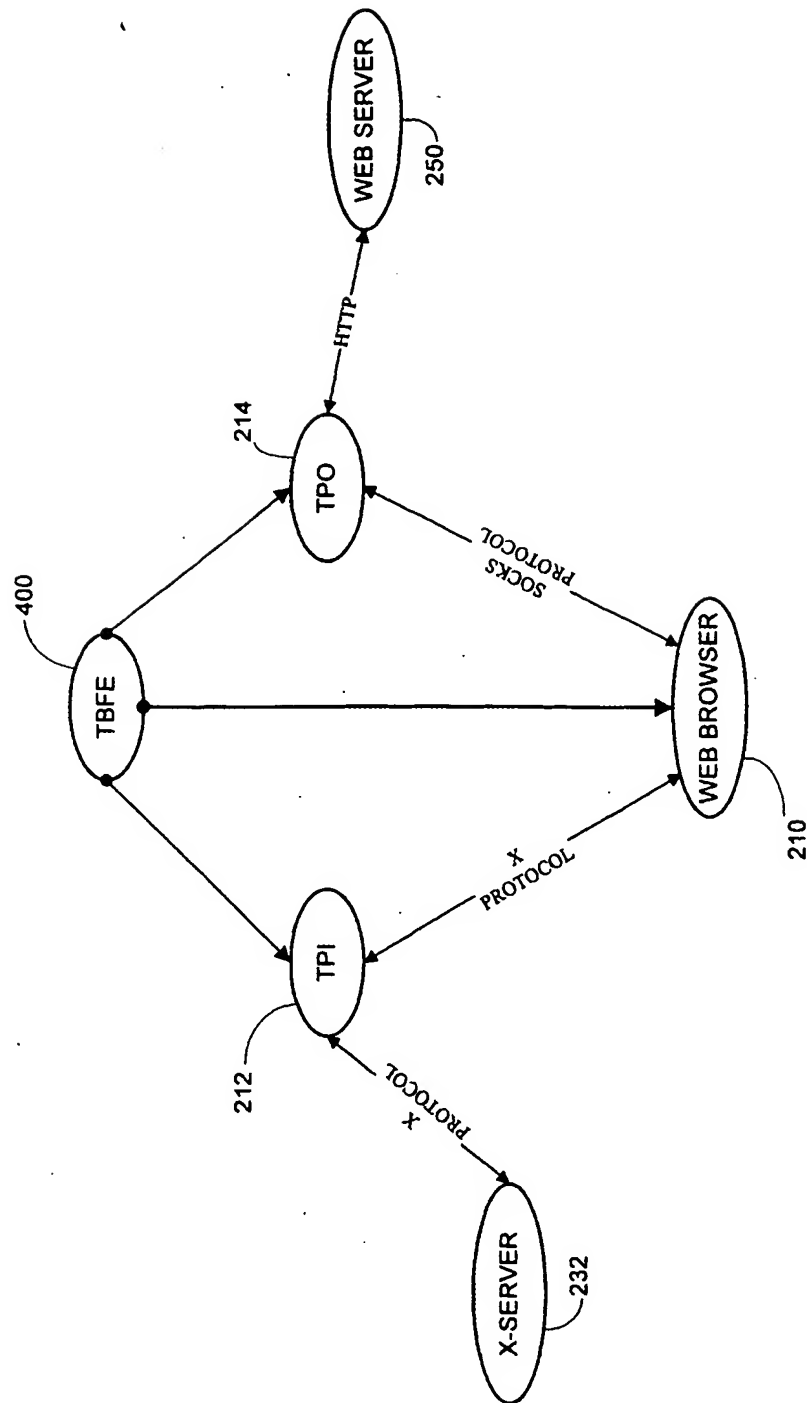 400
TBFE
212
TPI
214
TPO
HTTP
WEB SERVER
250
X
PROTOCOL
X
PROTOCOL
SOCKS
PROTOCOL
X-SERVER
232
WEB BROWSER
210